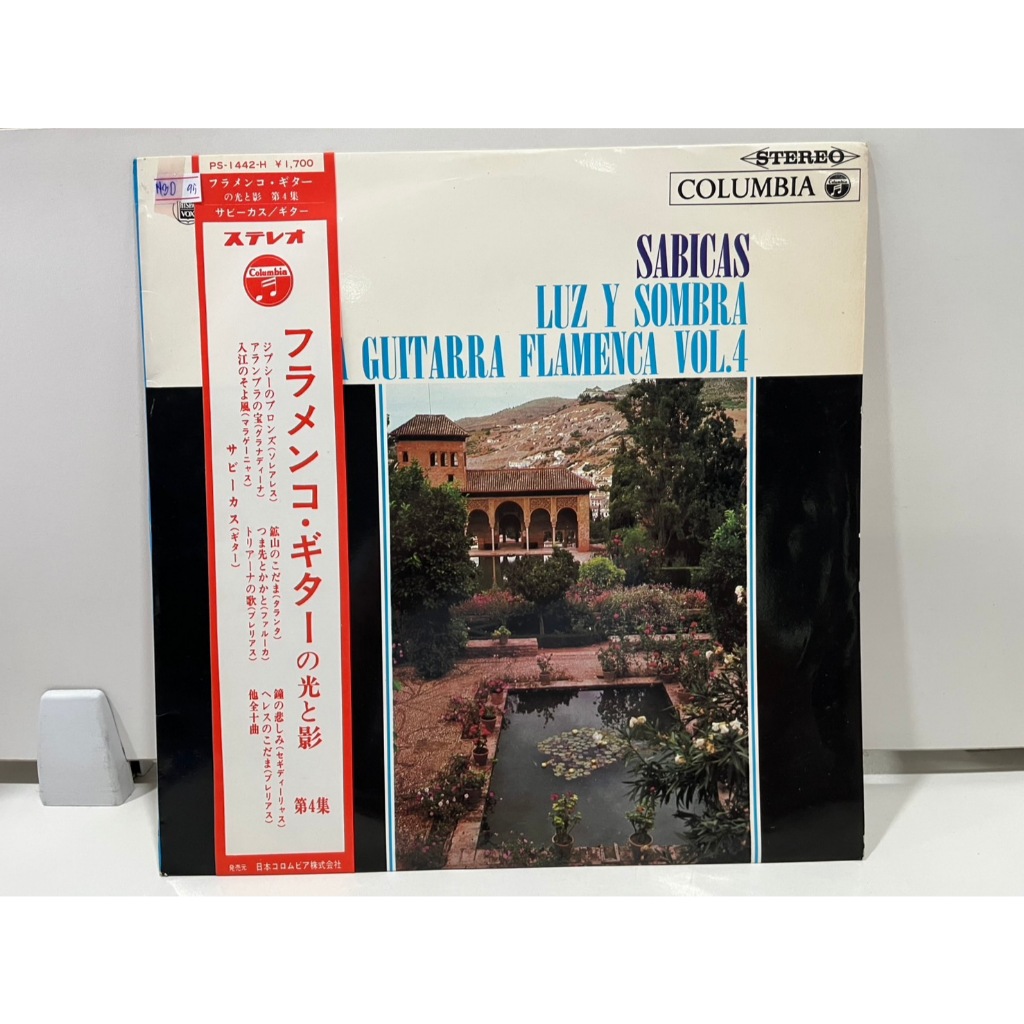 PS-1442-H ¥1,700
フラメンコ・ギター
の光と影 第4集
サビーカス/ギター
ステレオ
Columbia
フラメンコ・ギターの光と影 第4集
ジプシーのブロンズ(ソレアレス)
アランブラの宝(グラナディーナ)
入江のそよ風(マラゲーニャス)
鉱山のこだま(タランタ)
つま先とかかと(ファルーカ)
トリアーナの歌(ブレリアス)
鐘の悲しみ(セギディーリャス)
ヘレスのこだま(ブレリアス)
他全十曲
サビーカス(ギター)
発売元 日本コロムビア株式会社
STEREO
COLUMBIA
SABICAS
LUZ Y SOMBRA
GUITARRA FLAMENCA VOL.4